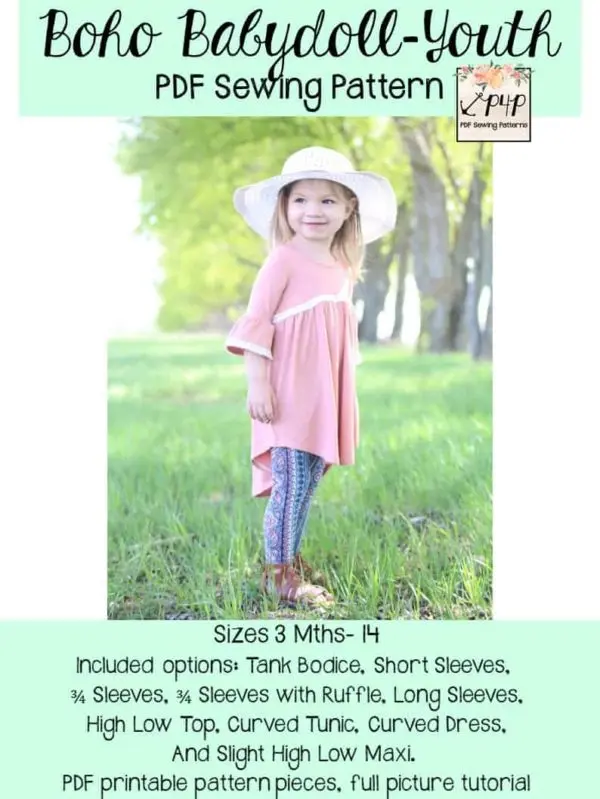 Boho Babydoll-Youth
PDF Sewing Pattern
P4P
PDF Sewing Patterns
Sizes 3 Mths- 14
Included options: Tank Bodice, Short Sleeves,
¾ Sleeves, ¾ Sleeves with Ruffle, Long Sleeves,
High Low Top, Curved Tunic, Curved Dress,
And Slight High Low Maxi.
PDF printable pattern pieces, full picture tutorial